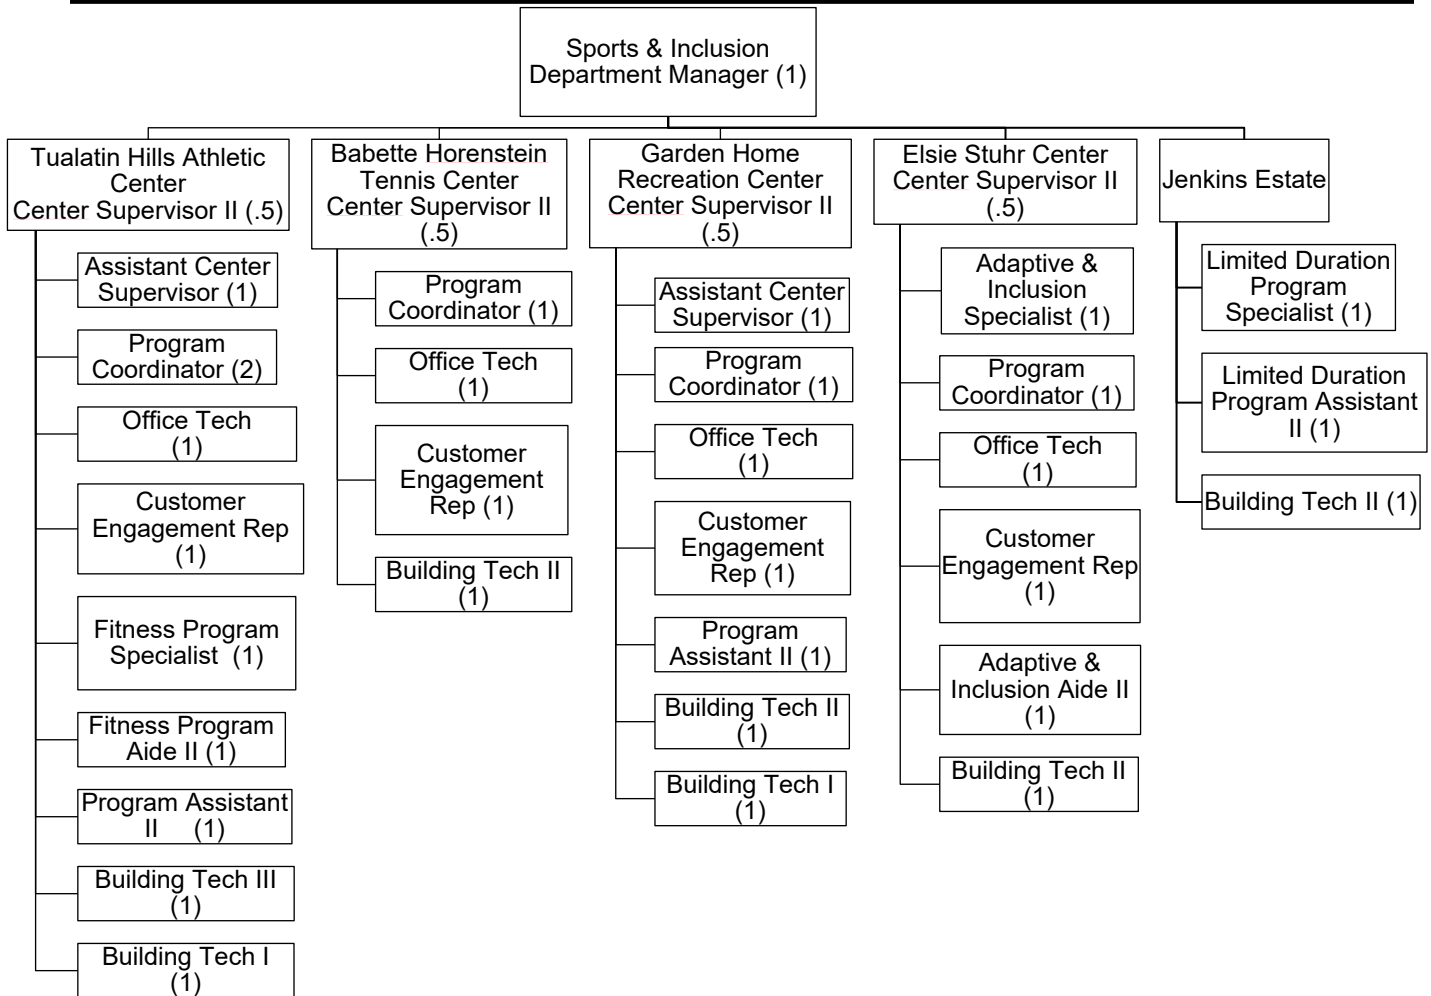 Sports & Inclusion
Department Manager (1)
Tualatin Hills Athletic
Center
Center Supervisor II (.5)
Assistant Center
Supervisor (1)
Program
Coordinator (2)
Office Tech
(1)
Customer
Engagement Rep
(1)
Fitness Program
Specialist (1)
Fitness Program
Aide II (1)
Program Assistant
II (1)
Building Tech III
(1)
Building Tech I
(1)
Babette Horenstein
Tennis Center
Center Supervisor II
(.5)
Program
Coordinator (1)
Office Tech
(1)
Customer
Engagement
Rep (1)
Building Tech II
(1)
Garden Home
Recreation Center
Center Supervisor II
(.5)
Assistant Center
Supervisor (1)
Program
Coordinator (1)
Office Tech
(1)
Customer
Engagement
Rep (1)
Program
Assistant II (1)
Building Tech II
(1)
Building Tech I
(1)
Elsie Stuhr Center
Center Supervisor II
(.5)
Adaptive &
Inclusion
Specialist (1)
Program
Coordinator (1)
Office Tech
(1)
Customer
Engagement Rep
(1)
Adaptive &
Inclusion Aide II
(1)
Building Tech II
(1)
Jenkins Estate
Limited Duration
Program
Specialist (1)
Limited Duration
Program Assistant
II (1)
Building Tech II (1)